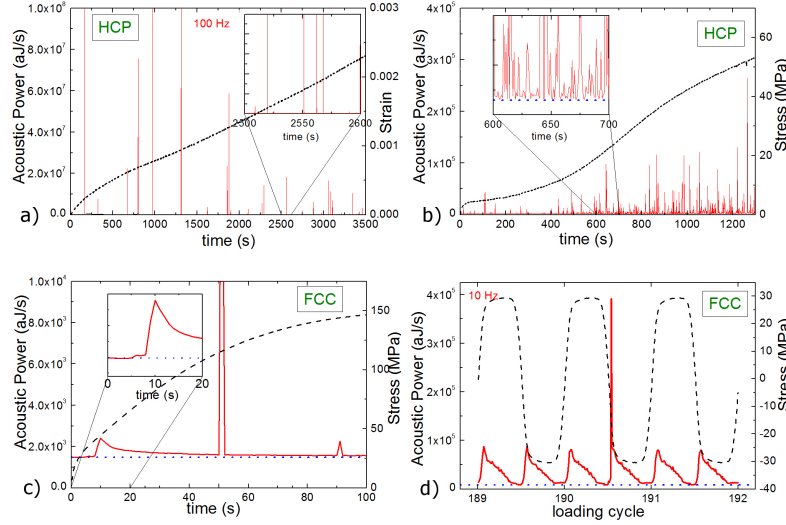 HCP
100 Hz
Acoustic Power (aJ/s)
1.0x10⁸
8.0x10⁷
6.0x10⁷
4.0x10⁷
2.0x10⁷
0.0
0 500 1000 1500 2000 2500 3000 3500
time (s)
0.003
0.002
0.001
0.000
Strain
2500 2600
time (s)
a)
HCP
Acoustic Power (aJ/s)
4x10⁵
3x10⁵
2x10⁵
1x10⁵
0
0 200 400 600 800 1000 1200
time (s)
60
40
20
0
Stress (MPa)
600 650 700
time (s)
b)
FCC
Acoustic Power (aJ/s)
1.0x10⁴
8.0x10³
6.0x10³
4.0x10³
2.0x10³
0.0
0 20 40 60 80 100
time (s)
150
100
50
0
Stress (MPa)
0 10 20
time (s)
c)
10 Hz
FCC
Acoustic Power (aJ/s)
4x10⁵
3x10⁵
2x10⁵
1x10⁵
0
189 190 191 192
loading cycle
30
20
10
0
-10
-20
-30
-40
Stress (MPa)
d)